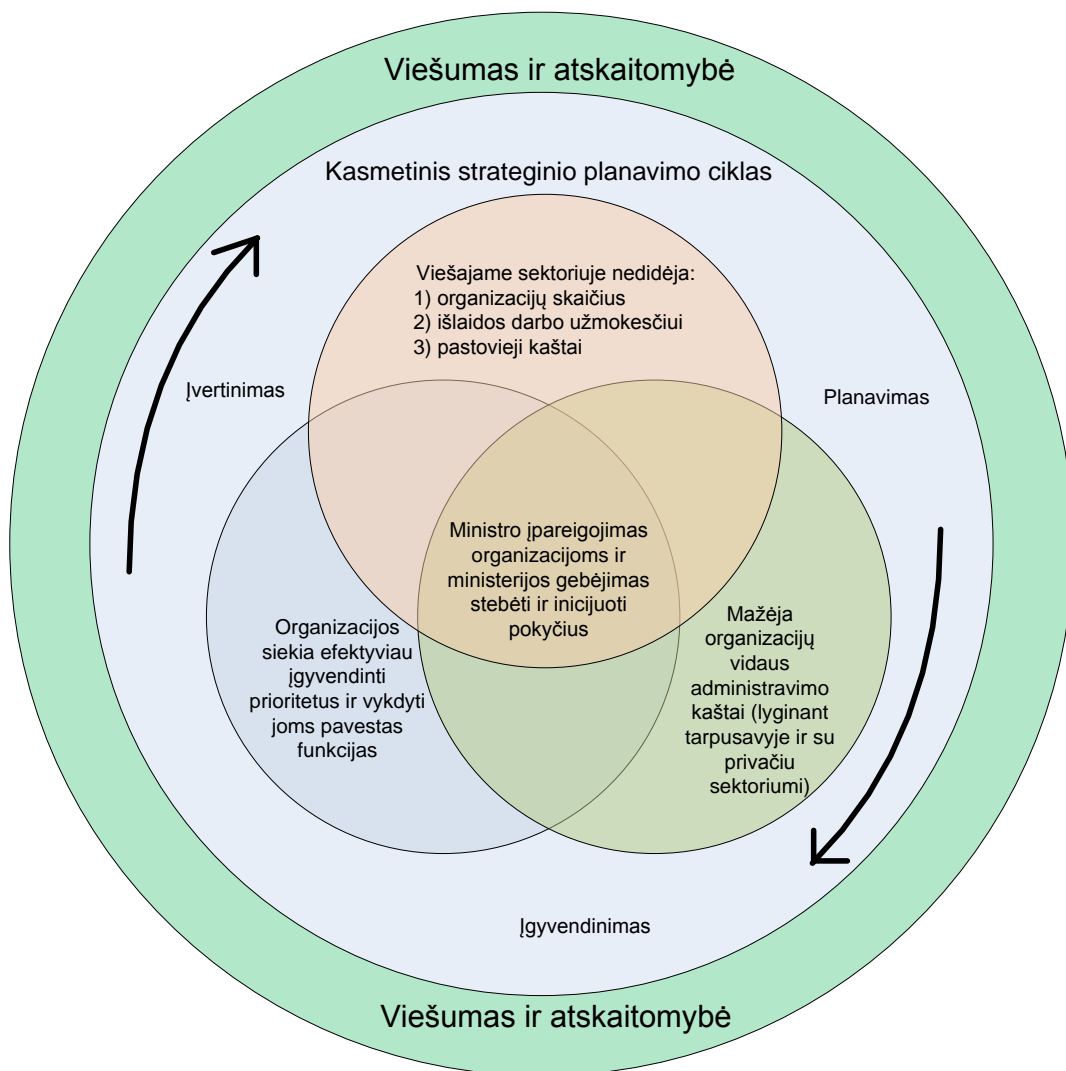 Viešumas ir atskaitomybė
Kasmetinis strateginio planavimo ciklas
Viešajame sektoriuje nedidėja:
1) organizacijų skaičius
2) išlaidos darbo užmokesčiui
3) pastovieji kaštai
Įvertinimas
Planavimas
Ministro įpareigojimas
organizacijoms ir
ministerijos gebėjimas
stebėti ir inicijuoti
pokyčius
Organizacijos
siekia efektyviau
įgyvendinti
prioritetus ir vykdyti
joms pavestas
funkcijas
Mažėja
organizacijų
vidaus
administravimo
kaštai (lyginant
tarpusavyje ir su
privačiu
sektoriumi)
Įgyvendinimas
Viešumas ir atskaitomybė